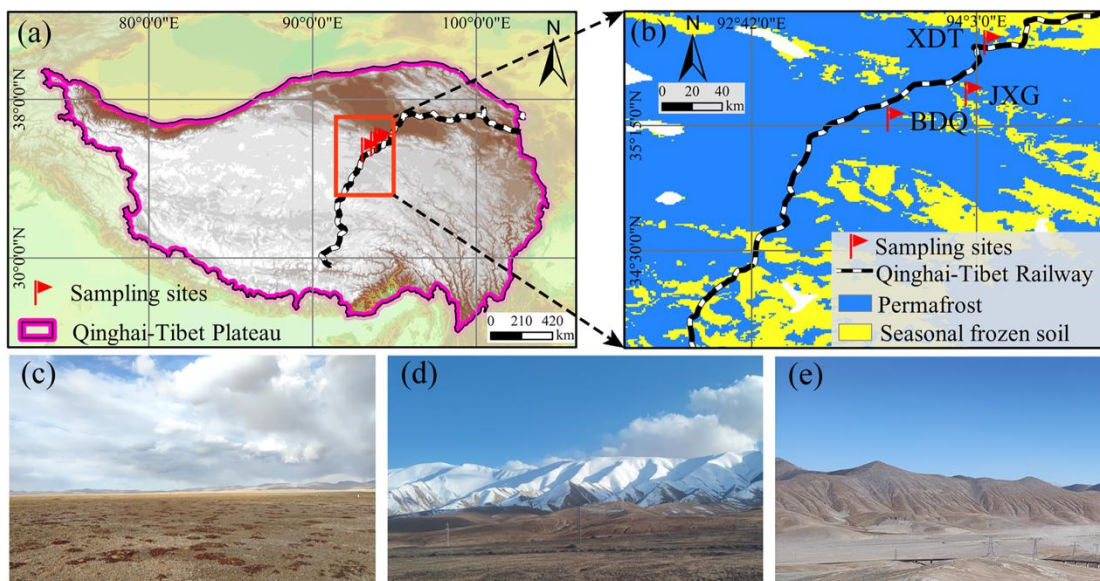 (a)
80°0'0"E
90°0'0"E
100°0'0"E
N
38°0'0"N
30°0'0"N
Sampling sites
Qinghai-Tibet Plateau
0 210 420
km
(b)
92°42'0"E
94°3'0"E
N
XDT
0 20 40
km
JXG
BDQ
35°15'0"N
34°30'0"N
Sampling sites
Qinghai-Tibet Railway
Permafrost
Seasonal frozen soil
(c)
(d)
(e)